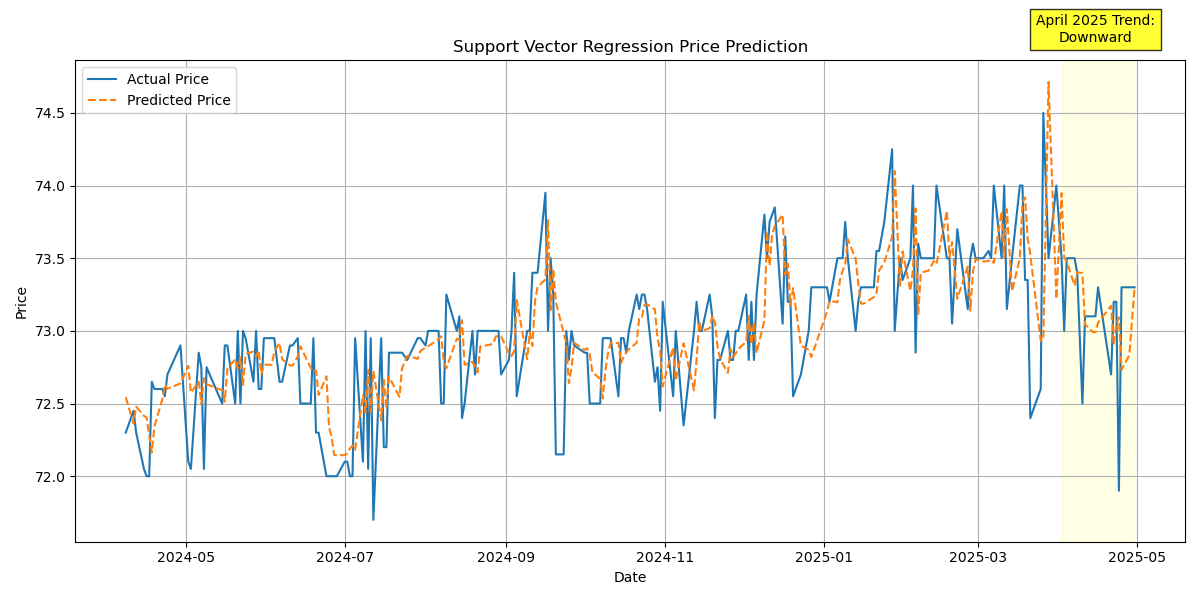 April 2025 Trend:
Downward
Support Vector Regression Price Prediction
Actual Price
Predicted Price
74.5
74.0
73.5
73.0
72.5
72.0
Price
2024-05
2024-07
2024-09
2024-11
2025-01
2025-03
2025-05
Date